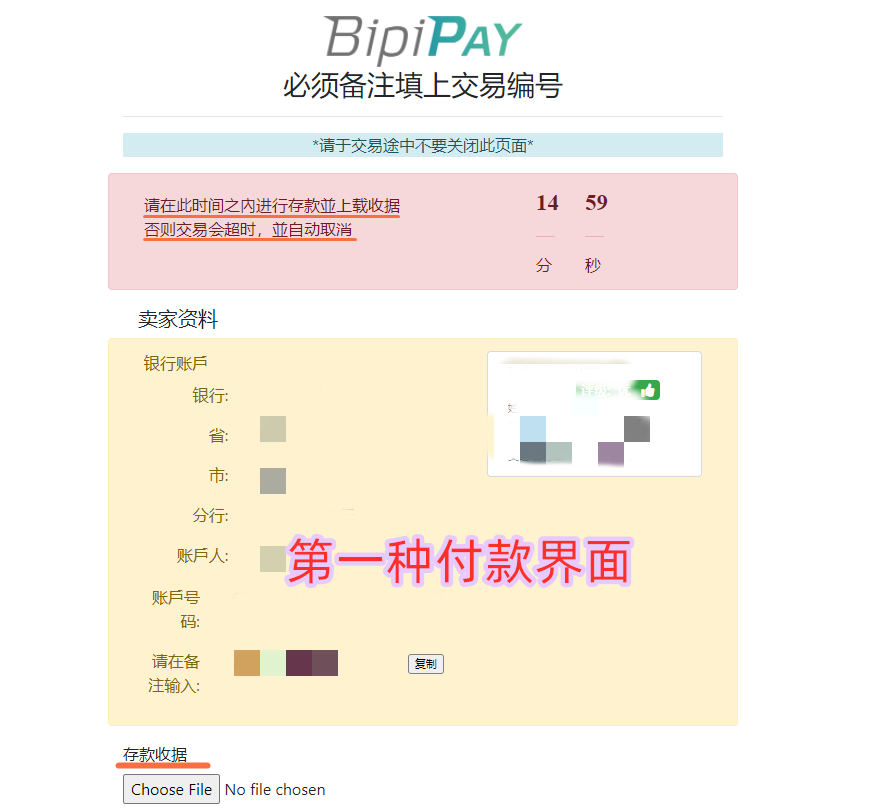 BipiPAY
必须备注填上交易编号
*请于交易途中不要关闭此页面*
请在此时间之內进行存款並上载收据
否则交易会超时，並自动取消
14 59
分 秒
卖家资料
银行账戶
银行:
省:
市:
分行:
账戶人:
第一种付款界面
账戶号
码:
请在备
注输入:
复制
存款收据
Choose File No file chosen